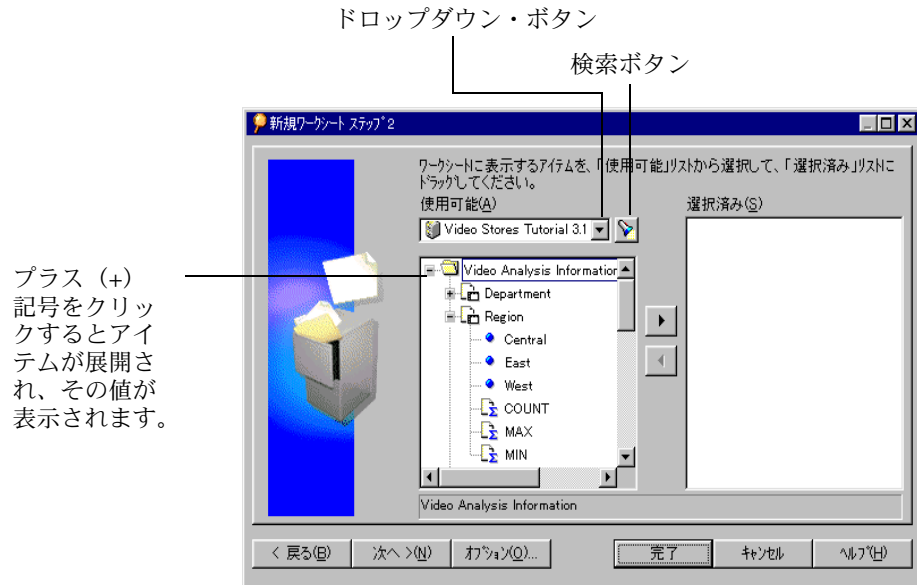 ドロップダウン・ボタン
検索ボタン
新規ワークシート ステップ2
ワークシートに表示するアイテムを、「使用可能」リストから選択して、「選択済み」リストに
ドラッグしてください。
使用可能(A)
選択済み(S)
Video Stores Tutorial 3.1
Video Analysis Information
Department
Region
Central
East
West
COUNT
MAX
MIN
プラス (+)
記号をクリッ
クするとアイ
テムが展開さ
れ、その値が
表示されます。
Video Analysis Information
< 戻る(B)
次へ >(N)
オプション(O)...
完了
キャンセル
ヘルプ(H)